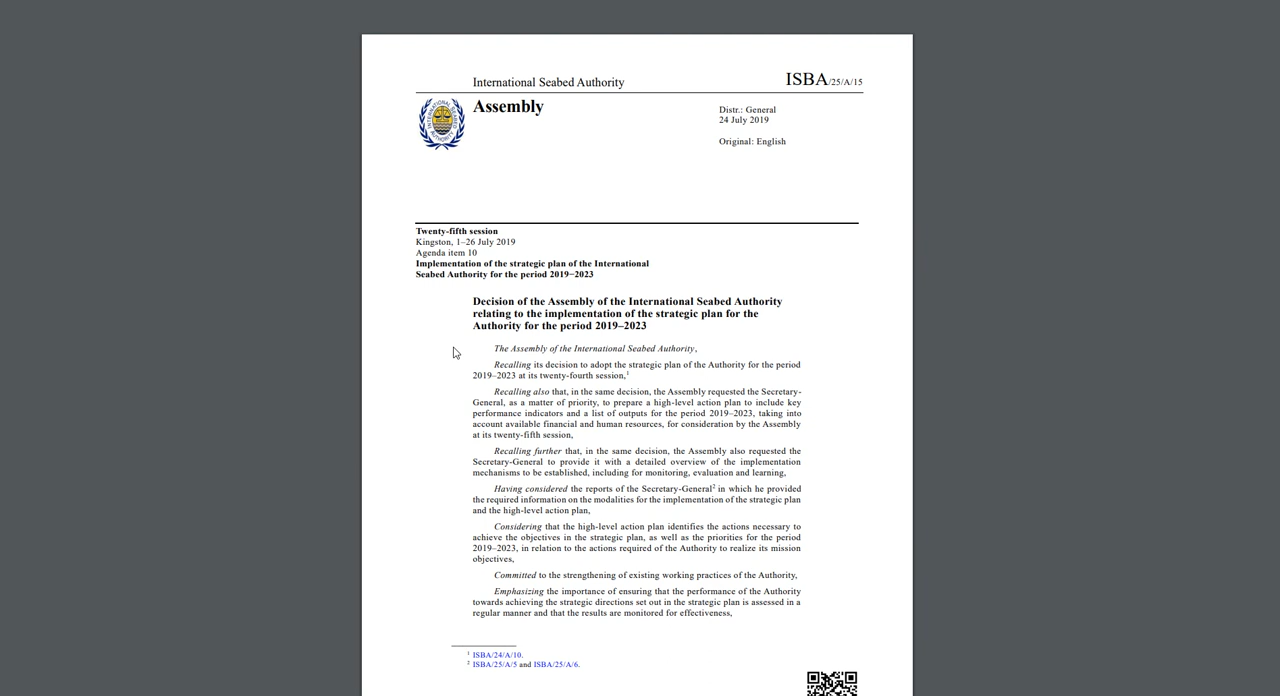 International Seabed Authority ISBA/25/A/15
Assembly
Distr.: General
24 July 2019
Original: English
INTERNATIONAL SEABED AUTHORITY
Twenty-fifth session
Kingston, 1–26 July 2019
Agenda item 10
Implementation of the strategic plan of the International
Seabed Authority for the period 2019−2023
Decision of the Assembly of the International Seabed Authority
relating to the implementation of the strategic plan for the
Authority for the period 2019–2023
The Assembly of the International Seabed Authority,
Recalling its decision to adopt the strategic plan of the Authority for the period
2019–2023 at its twenty-fourth session,1
Recalling also that, in the same decision, the Assembly requested the Secretary-
General, as a matter of priority, to prepare a high-level action plan to include key
performance indicators and a list of outputs for the period 2019–2023, taking into
account available financial and human resources, for consideration by the Assembly
at its twenty-fifth session,
Recalling further that, in the same decision, the Assembly also requested the
Secretary-General to provide it with a detailed overview of the implementation
mechanisms to be established, including for monitoring, evaluation and learning,
Having considered the reports of the Secretary-General2 in which he provided
the required information on the modalities for the implementation of the strategic plan
and the high-level action plan,
Considering that the high-level action plan identifies the actions necessary to
achieve the objectives in the strategic plan, as well as the priorities for the period
2019–2023, in relation to the actions required of the Authority to realize its mission
objectives,
Committed to the strengthening of existing working practices of the Authority,
Emphasizing the importance of ensuring that the performance of the Authority
towards achieving the strategic directions set out in the strategic plan is assessed in a
regular manner and that the results are monitored for effectiveness,
1 ISBA/24/A/10.
2 ISBA/25/A/5 and ISBA/25/A/6.